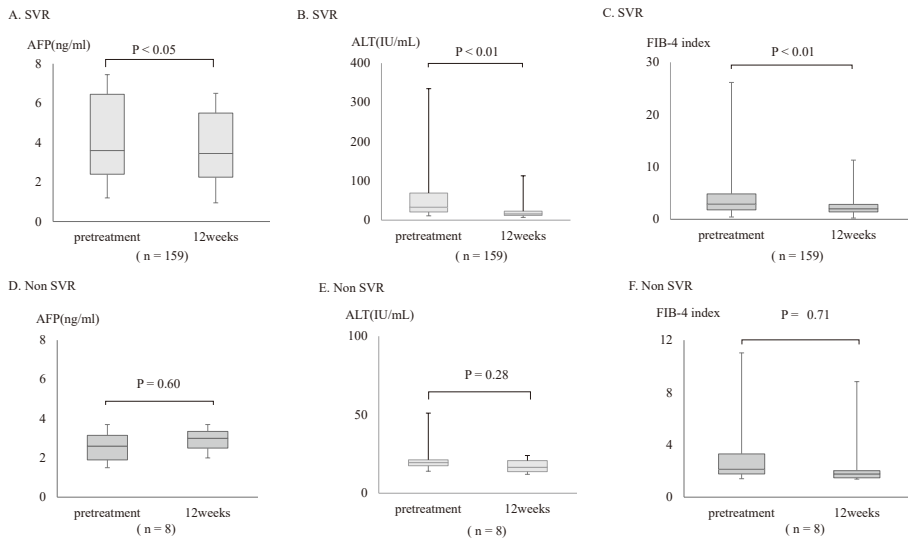 A. SVR
AFP(ng/ml)
P < 0.05
8
6
4
2
0
pretreatment 12weeks
( n = 159)
B. SVR
ALT(IU/mL)
P < 0.01
400
300
200
100
0
pretreatment 12weeks
( n = 159)
C. SVR
FIB-4 index
P < 0.01
30
20
10
0
pretreatment 12weeks
( n = 159)
D. Non SVR
AFP(ng/ml)
8
6
P = 0.60
4
2
0
pretreatment 12weeks
( n = 8)
E. Non SVR
ALT(IU/mL)
100
P = 0.28
50
0
pretreatment 12weeks
( n = 8)
F. Non SVR
FIB-4 index
P = 0.71
12
8
4
0
pretreatment 12weeks
( n = 8)